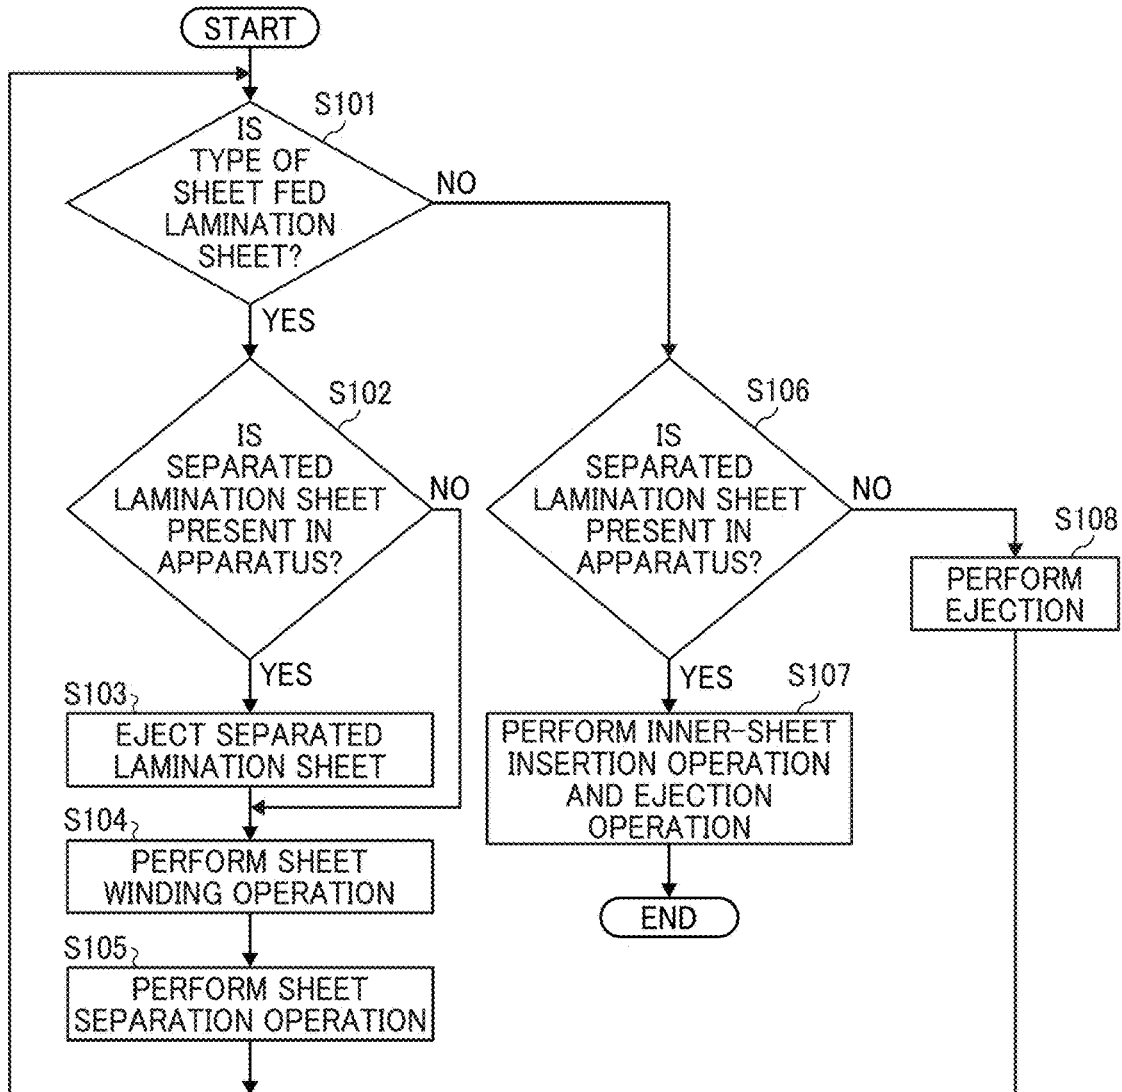 START
S101
IS
TYPE OF
SHEET FED
LAMINATION
SHEET?
NO
YES
S102
IS
SEPARATED
LAMINATION SHEET
PRESENT IN
APPARATUS?
NO
YES
S103
EJECT SEPARATED
LAMINATION SHEET
S104
PERFORM SHEET
WINDING OPERATION
S105
PERFORM SHEET
SEPARATION OPERATION
S106
IS
SEPARATED
LAMINATION SHEET
PRESENT IN
APPARATUS?
NO
YES
S107
PERFORM INNER-SHEET
INSERTION OPERATION
AND EJECTION
OPERATION
END
S108
PERFORM
EJECTION